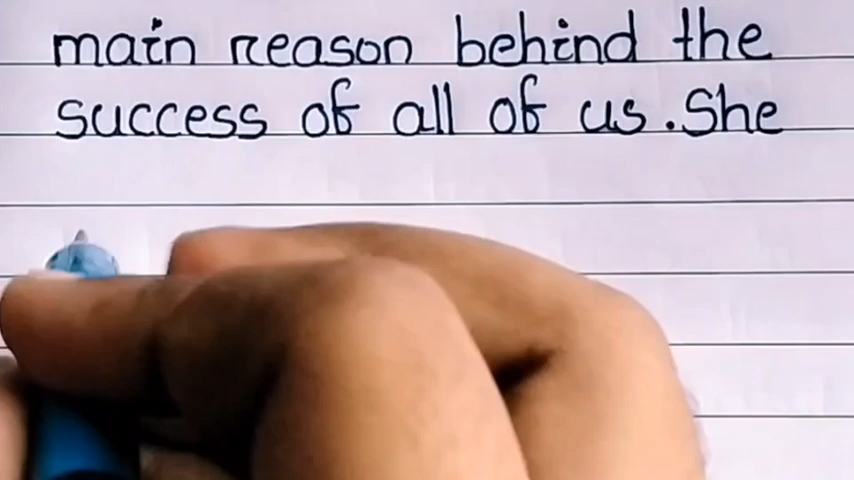 main reason behind the
success of all of us. She